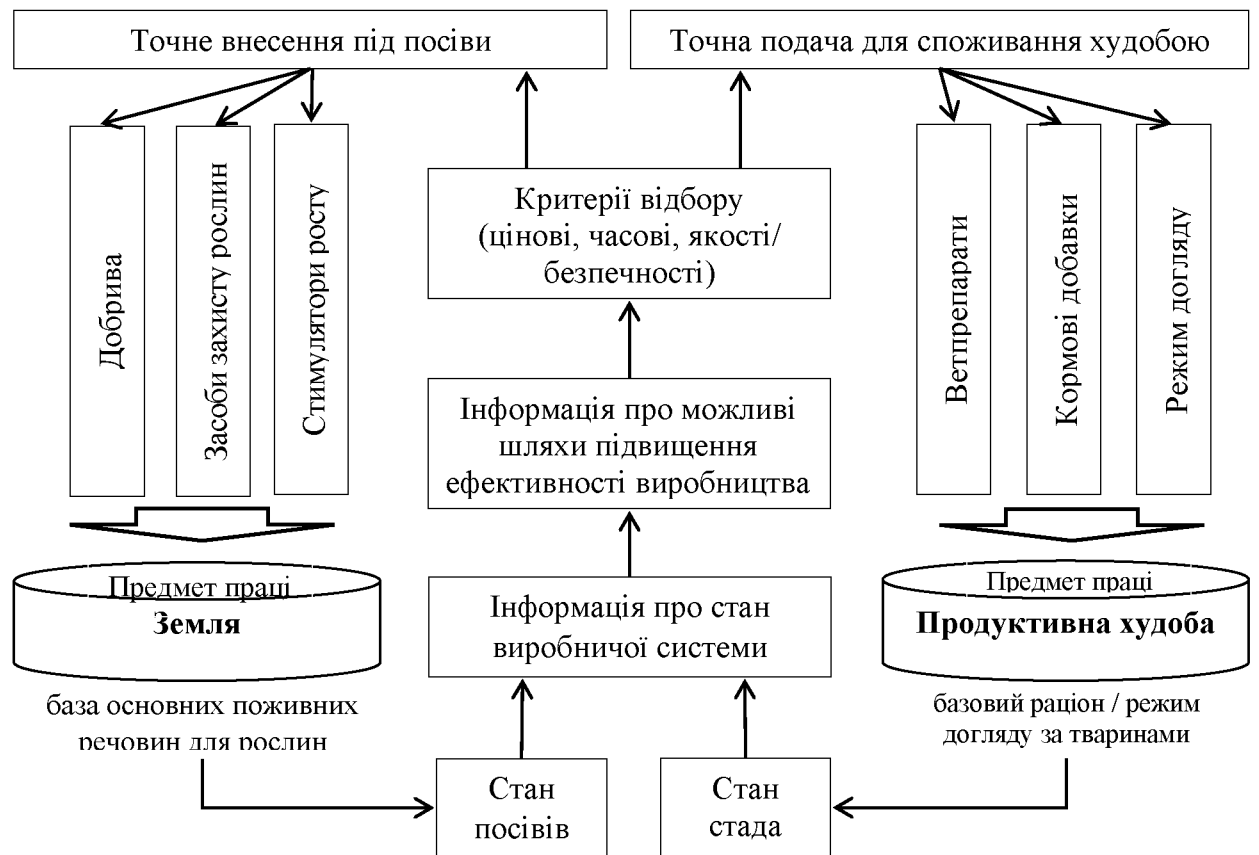 Точне внесення під посіви
Точна подача для споживання худобою
Добрива
Засоби захисту рослин
Стимулятори росту
Критерії відбору
(цінові, часові, якості/
безпечності)
Ветпрепарати
Кормові добавки
Режим догляду
Інформація про можливі
шляхи підвищення
ефективності виробництва
Предмет праці
Земля
Інформація про стан
виробничої системи
Предмет праці
Продуктивна худоба
база основних поживних
речовин для рослин
базовий раціон / режим
догляду за тваринами
Стан
посівів
Стан
стада